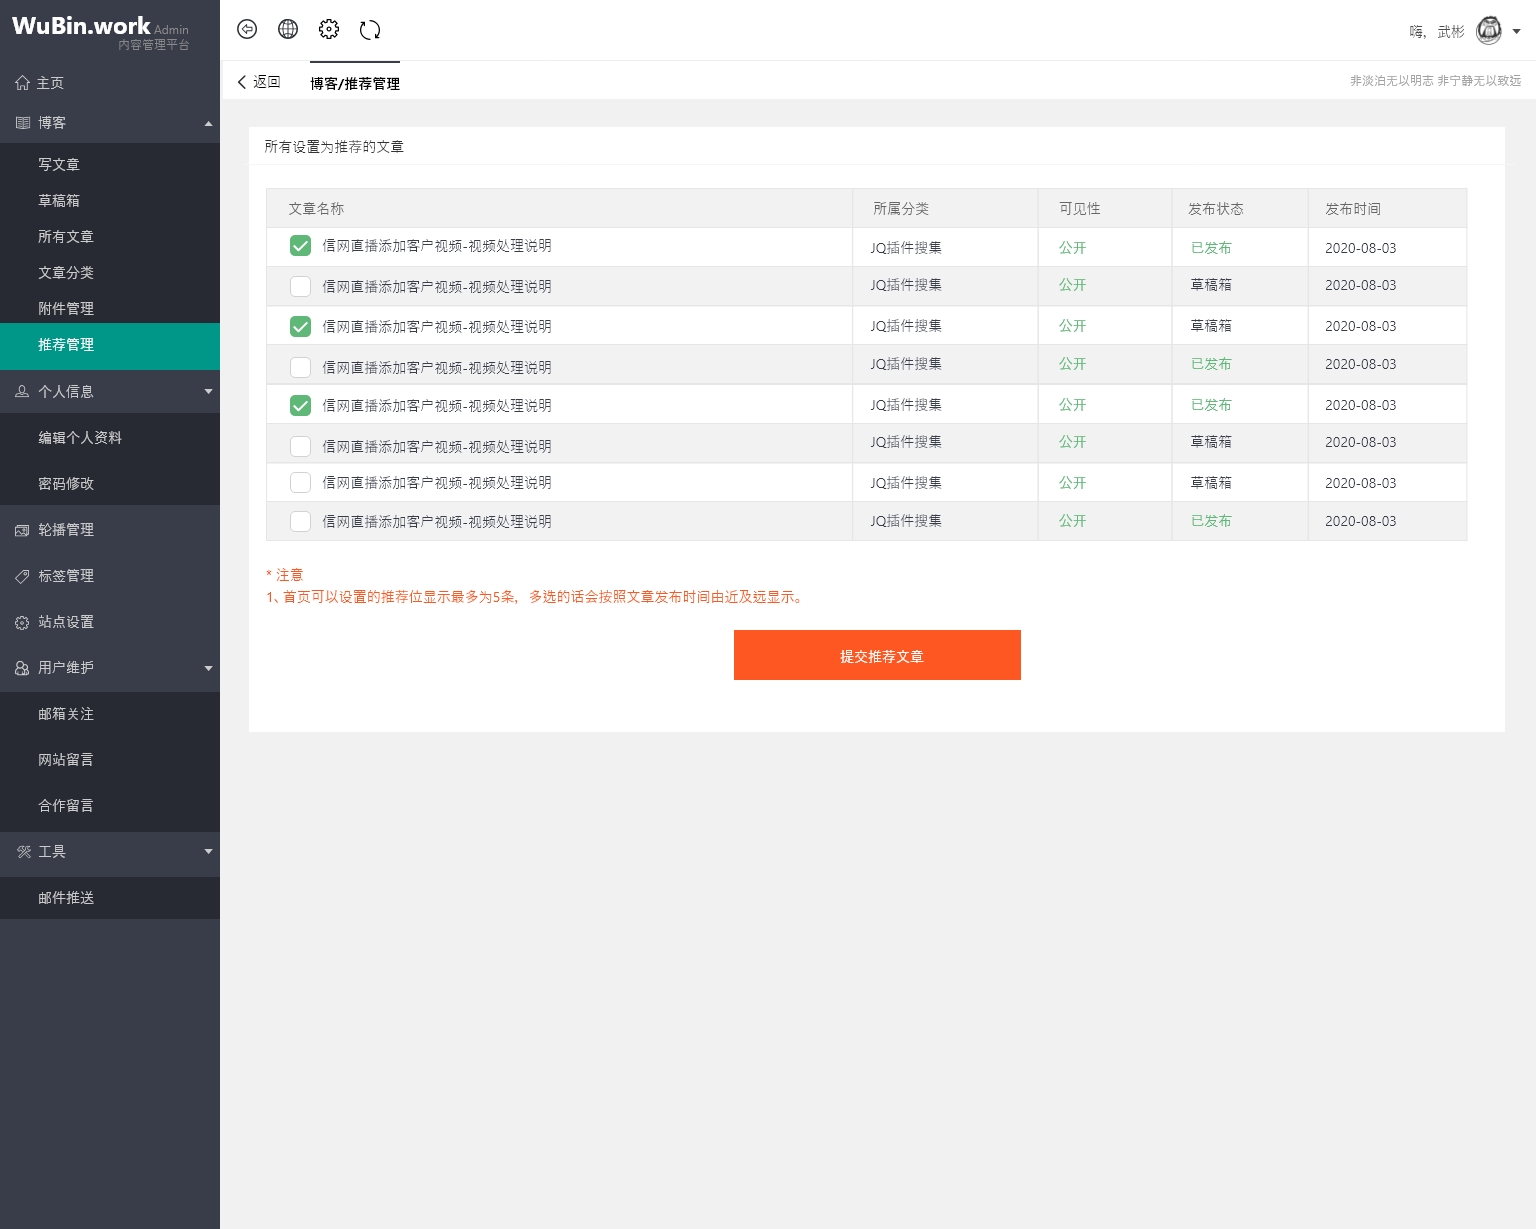 WuBin.work Admin
内容管理平台
嗨，武彬
主页
博客
写文章
草稿箱
所有文章
文章分类
附件管理
推荐管理
个人信息
编辑个人资料
密码修改
轮播管理
标签管理
站点设置
用户维护
邮箱关注
网站留言
合作留言
工具
邮件推送
返回 博客/推荐管理 非淡泊无以明志 非宁静无以致远
所有设置为推荐的文章
文章名称 所属分类 可见性 发布状态 发布时间
信网直播添加客户视频-视频处理说明 JQ插件搜集 公开 已发布 2020-08-03
信网直播添加客户视频-视频处理说明 JQ插件搜集 公开 草稿箱 2020-08-03
信网直播添加客户视频-视频处理说明 JQ插件搜集 公开 草稿箱 2020-08-03
信网直播添加客户视频-视频处理说明 JQ插件搜集 公开 已发布 2020-08-03
信网直播添加客户视频-视频处理说明 JQ插件搜集 公开 已发布 2020-08-03
信网直播添加客户视频-视频处理说明 JQ插件搜集 公开 草稿箱 2020-08-03
信网直播添加客户视频-视频处理说明 JQ插件搜集 公开 草稿箱 2020-08-03
信网直播添加客户视频-视频处理说明 JQ插件搜集 公开 已发布 2020-08-03
* 注意
1、首页可以设置的推荐位显示最多为5条，多选的话会按照文章发布时间由近及远显示。
提交推荐文章